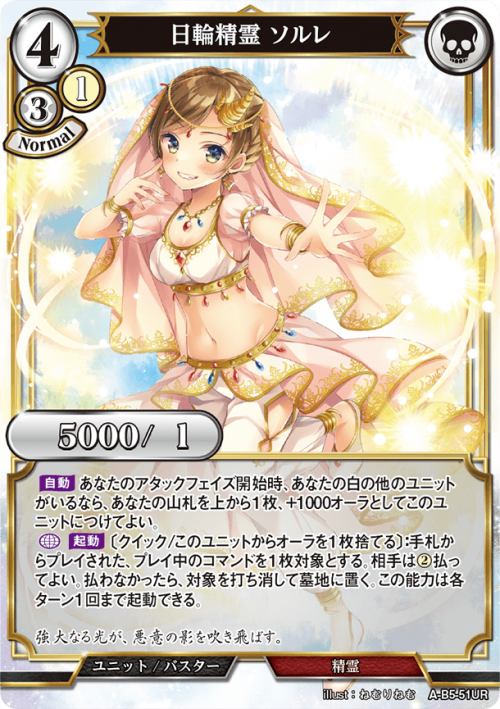 4
日輪精霊 ソルレ
3
1
Normal
5000/ 1
自動 あなたのアタックフェイズ開始時、あなたの白の他のユニット
がいるなら、あなたの山札を上から1枚、+1000オーラとしてこのユ
ニットにつけてよい。
起動 〔クイック/このユニットからオーラを1枚捨てる〕:手札か
らプレイされた、プレイ中のコマンドを1枚対象とする。相手は②払っ
てよい。払わなかったら、対象を打ち消して墓地に置く。この能力は各
ターン1回まで起動できる。
強大なる光が、悪意の影を吹き飛ばす。
ユニット/バスター
精霊
illust:ねむりねむ A-B5-51UR